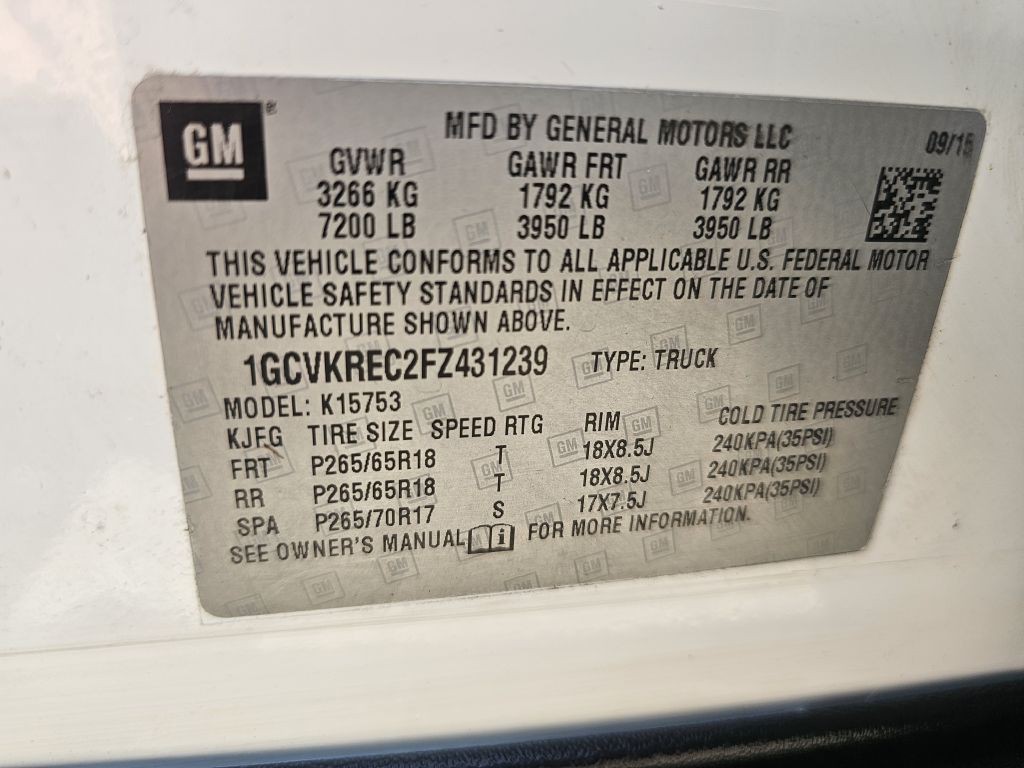 GM ®
MFD BY GENERAL MOTORS LLC 09/15
GVWR GAWR FRT GAWR RR
3266 KG 1792 KG 1792 KG
7200 LB 3950 LB 3950 LB
THIS VEHICLE CONFORMS TO ALL APPLICABLE U.S. FEDERAL MOTOR
VEHICLE SAFETY STANDARDS IN EFFECT ON THE DATE OF
MANUFACTURE SHOWN ABOVE.
1GCVKREC2FZ431239 TYPE: TRUCK
MODEL: K15753
KJFG TIRE SIZE SPEED RTG RIM COLD TIRE PRESSURE
FRT P265/65R18 T 18X8.5J 240KPA(35PSI)
RR P265/65R18 T 18X8.5J 240KPA(35PSI)
SPA P265/70R17 S 17X7.5J 240KPA(35PSI)
SEE OWNER'S MANUAL i FOR MORE INFORMATION.